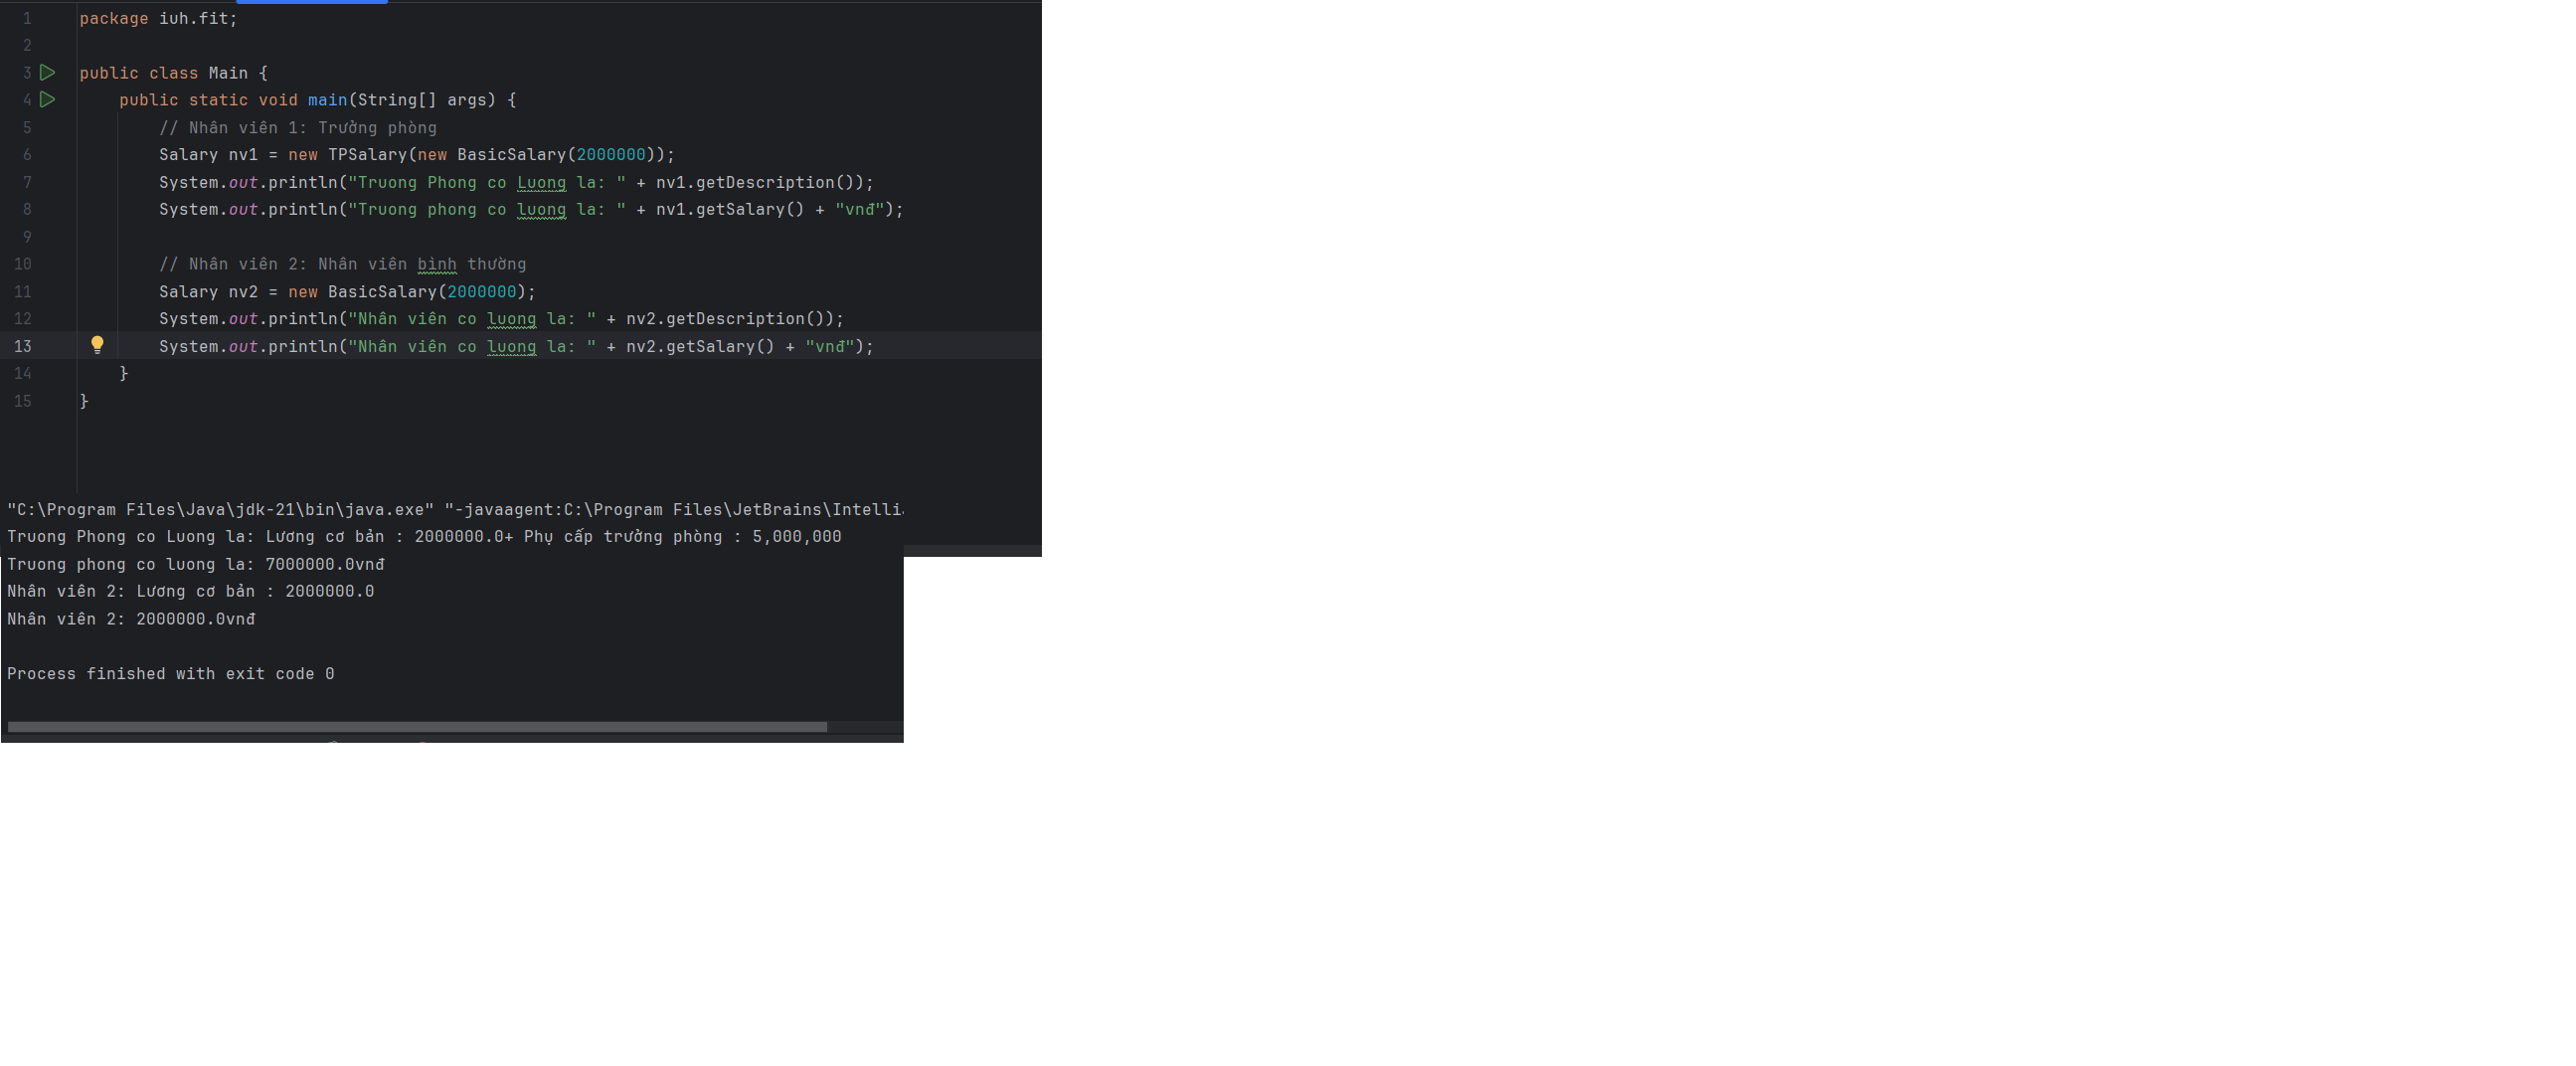 1 package iuh.fit;
2
3 public class Main {
4 public static void main(String[] args) {
5 // Nhân viên 1: Trưởng phòng
6 Salary nv1 = new TPSalary(new BasicSalary(2000000));
7 System.out.println("Truong Phong co Luong la: " + nv1.getDescription());
8 System.out.println("Truong phong co luong la: " + nv1.getSalary() + "vnđ");
9
10 // Nhân viên 2: Nhân viên bình thường
11 Salary nv2 = new BasicSalary(2000000);
12 System.out.println("Nhân viên co luong la: " + nv2.getDescription());
13 System.out.println("Nhân viên co luong la: " + nv2.getSalary() + "vnđ");
14 }
15 }
"C:\Program Files\Java\jdk-21\bin\java.exe" "-javaagent:C:\Program Files\JetBrains\Intelli
Truong Phong co Luong la: Lương cơ bản : 2000000.0+ Phụ cấp trưởng phòng : 5,000,000
Truong phong co luong la: 7000000.0vnđ
Nhân viên 2: Lương cơ bản : 2000000.0
Nhân viên 2: 2000000.0vnđ
Process finished with exit code 0